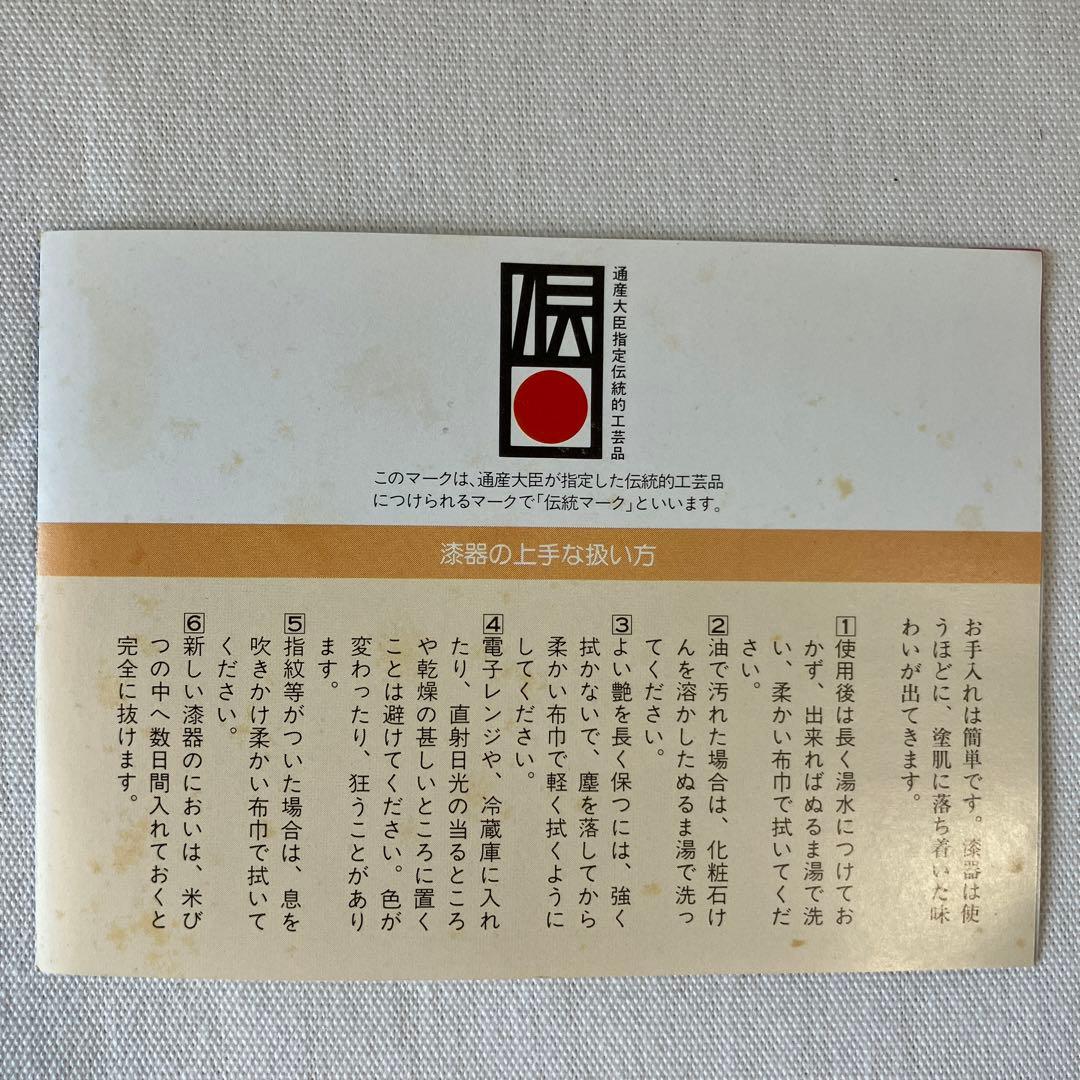 伝
通産大臣指定伝統的工芸品
このマークは、通産大臣が指定した伝統的工芸品
につけられるマークで「伝統マーク」といいます。
漆器の上手な扱い方
お手入れは簡単です。漆器は使
うほどに、塗肌に落ち着いた味
わいが出てきます。
1 使用後は長く湯水につけてお
かず、出来ればぬるま湯で洗
い、柔かい布巾で拭いてくだ
さい。
2 油で汚れた場合は、化粧石け
んを溶かしたぬるま湯で洗っ
てください。
3 よい艶を長く保つには、強く
拭かないで、塵を落してから
柔かい布巾で軽く拭くように
してください。
4 電子レンジや、冷蔵庫に入れ
たり、直射日光の当るところ
や乾燥の甚しいところに置く
ことは避けてください。色が
変わったり、狂うことがあり
ます。
5 指紋等がついた場合は、息を
吹きかけ柔かい布巾で拭いて
ください。
6 新しい漆器のにおいは、米び
つの中へ数日間入れておくと
完全に抜けます。